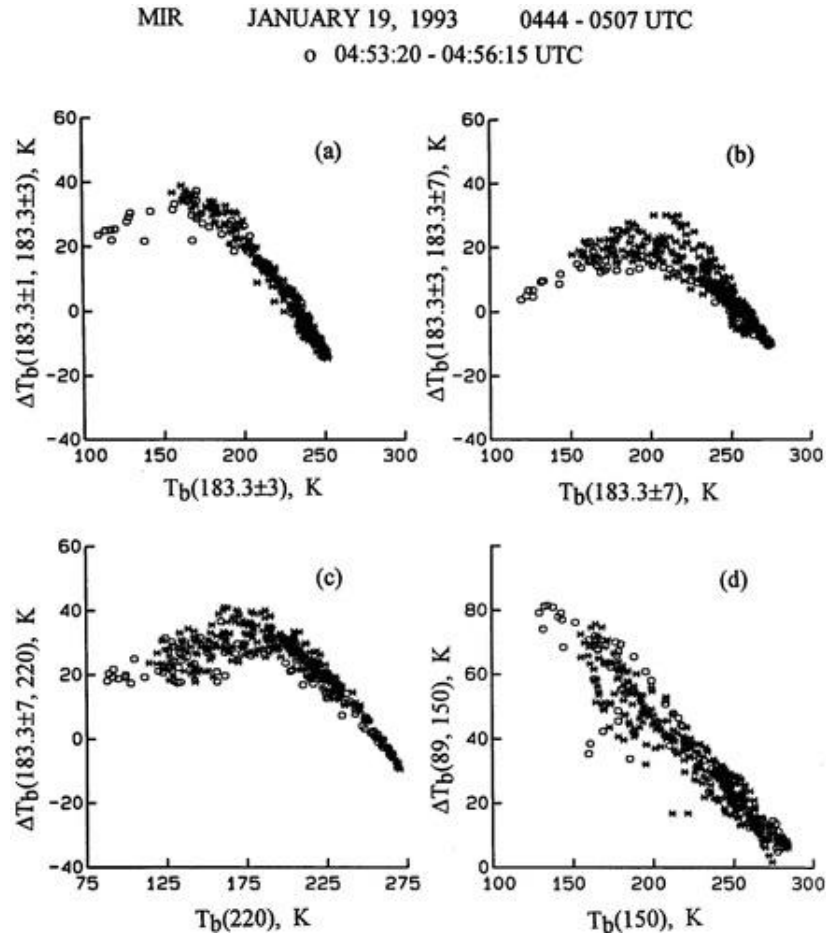 MIR JANUARY 19, 1993 0444 - 0507 UTC
o 04:53:20 - 04:56:15 UTC
(a)
ΔTb(183.3±1, 183.3±3), K
60
40
20
0
−20
−40
100 150 200 250 300
Tb(183.3±3), K
(b)
ΔTb(183.3±3, 183.3±7), K
60
40
20
0
−20
−40
100 150 200 250 300
Tb(183.3±7), K
(c)
ΔTb(183.3±7, 220), K
60
40
20
0
−20
−40
75 125 175 225 275
Tb(220), K
(d)
ΔTb(89, 150), K
80
60
40
20
0
100 150 200 250 300
Tb(150), K